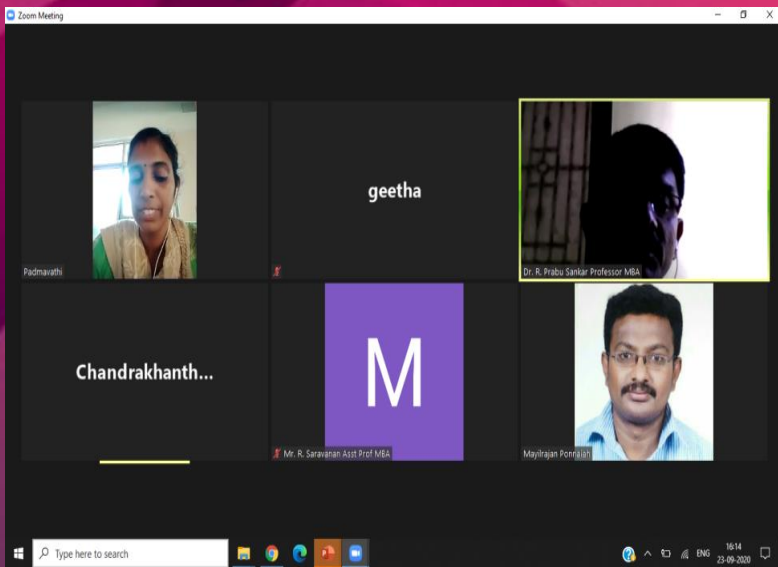 Zoom Meeting
Padmavathi
geetha
Dr. R. Prabu Sankar Professor MBA
Chandrakhanth...
M
Mr. R. Saravanan Asst Prof MBA
Mayilrajan Ponnaiah
Type here to search
ENG
16:14
23-09-2020